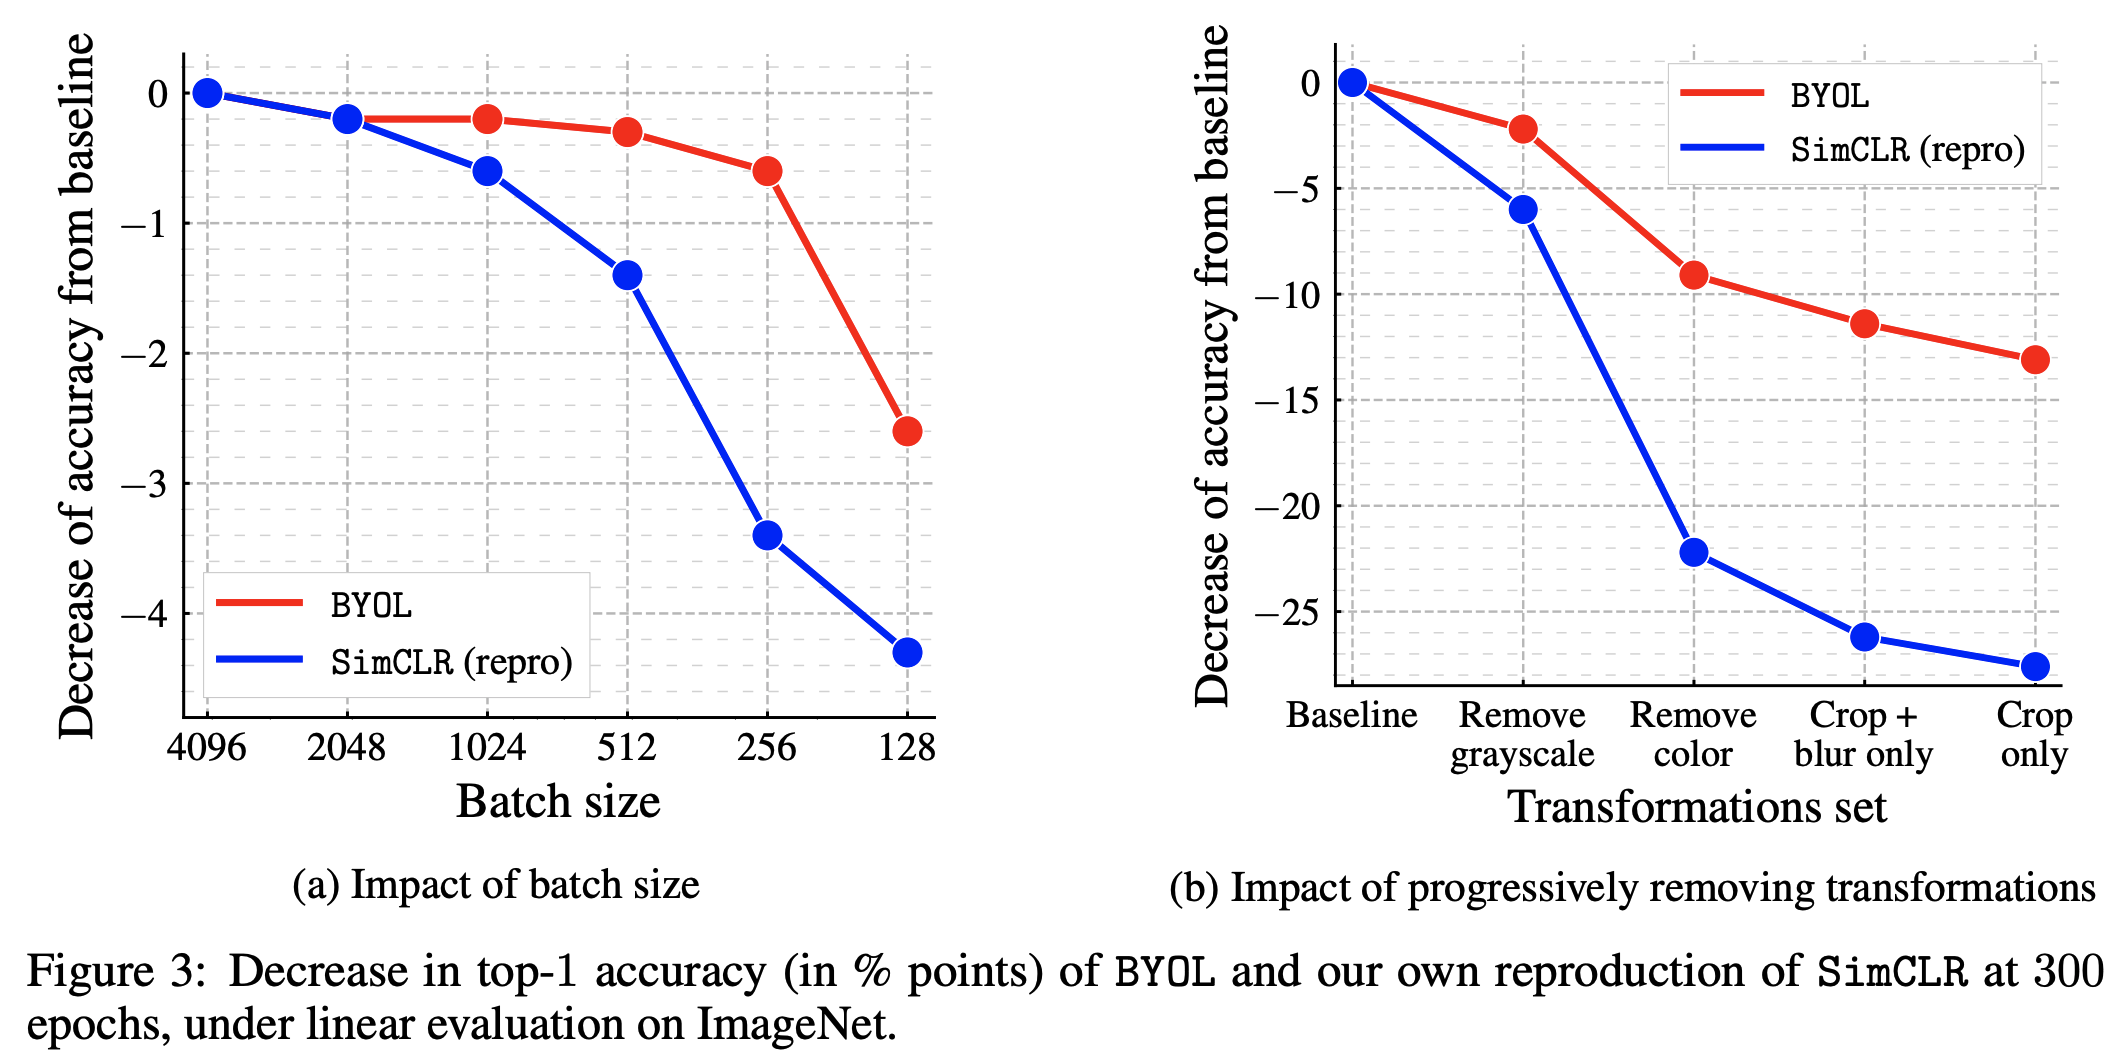 Decrease of accuracy from baseline
0
−1
−2
−3
−4
BYOL
SimCLR (repro)
4096 2048 1024 512 256 128
Batch size
(a) Impact of batch size
Decrease of accuracy from baseline
0
−5
−10
−15
−20
−25
BYOL
SimCLR (repro)
Baseline Remove Remove Crop + Crop
grayscale color blur only only
Transformations set
(b) Impact of progressively removing transformations
Figure 3: Decrease in top-1 accuracy (in % points) of BYOL and our own reproduction of SimCLR at 300
epochs, under linear evaluation on ImageNet.